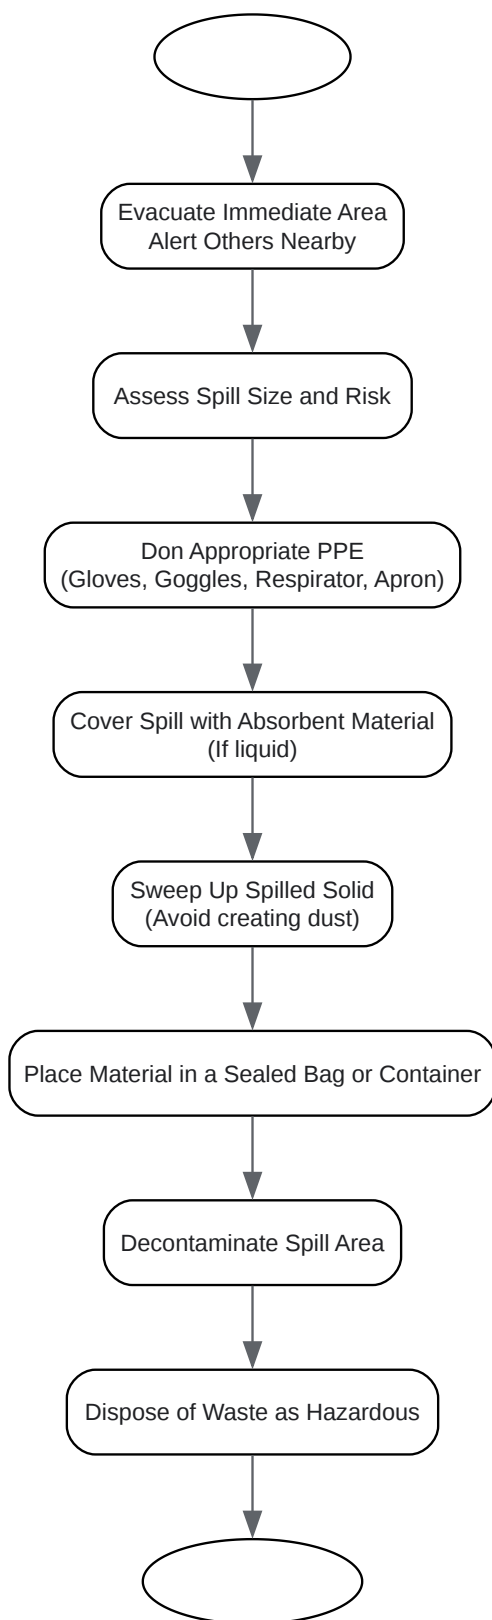 Evacuate Immediate Area
Alert Others Nearby
Assess Spill Size and Risk
Don Appropriate PPE
(Gloves, Goggles, Respirator, Apron)
Cover Spill with Absorbent Material
(If liquid)
Sweep Up Spilled Solid
(Avoid creating dust)
Place Material in a Sealed Bag or Container
Decontaminate Spill Area
Dispose of Waste as Hazardous